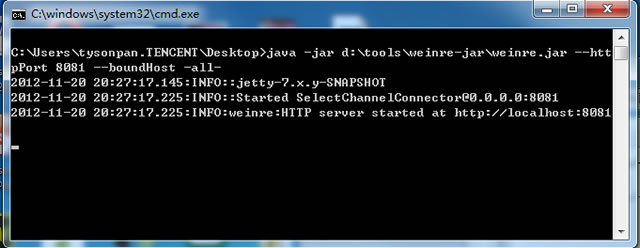 C:\windows\system32\cmd.exe
C:\Users\tysonpan.TENCENT\Desktop>java -jar d:\tools\weinre-jar\weinre.jar --htt
pPort 8081 --boundHost -all-
2012-11-20 20:27:17.145:INFO::jetty-7.x.y-SNAPSHOT
2012-11-20 20:27:17.225:INFO::Started SelectChannelConnector@0.0.0.0:8081
2012-11-20 20:27:17.225:INFO:weinre:HTTP server started at http://localhost:8081